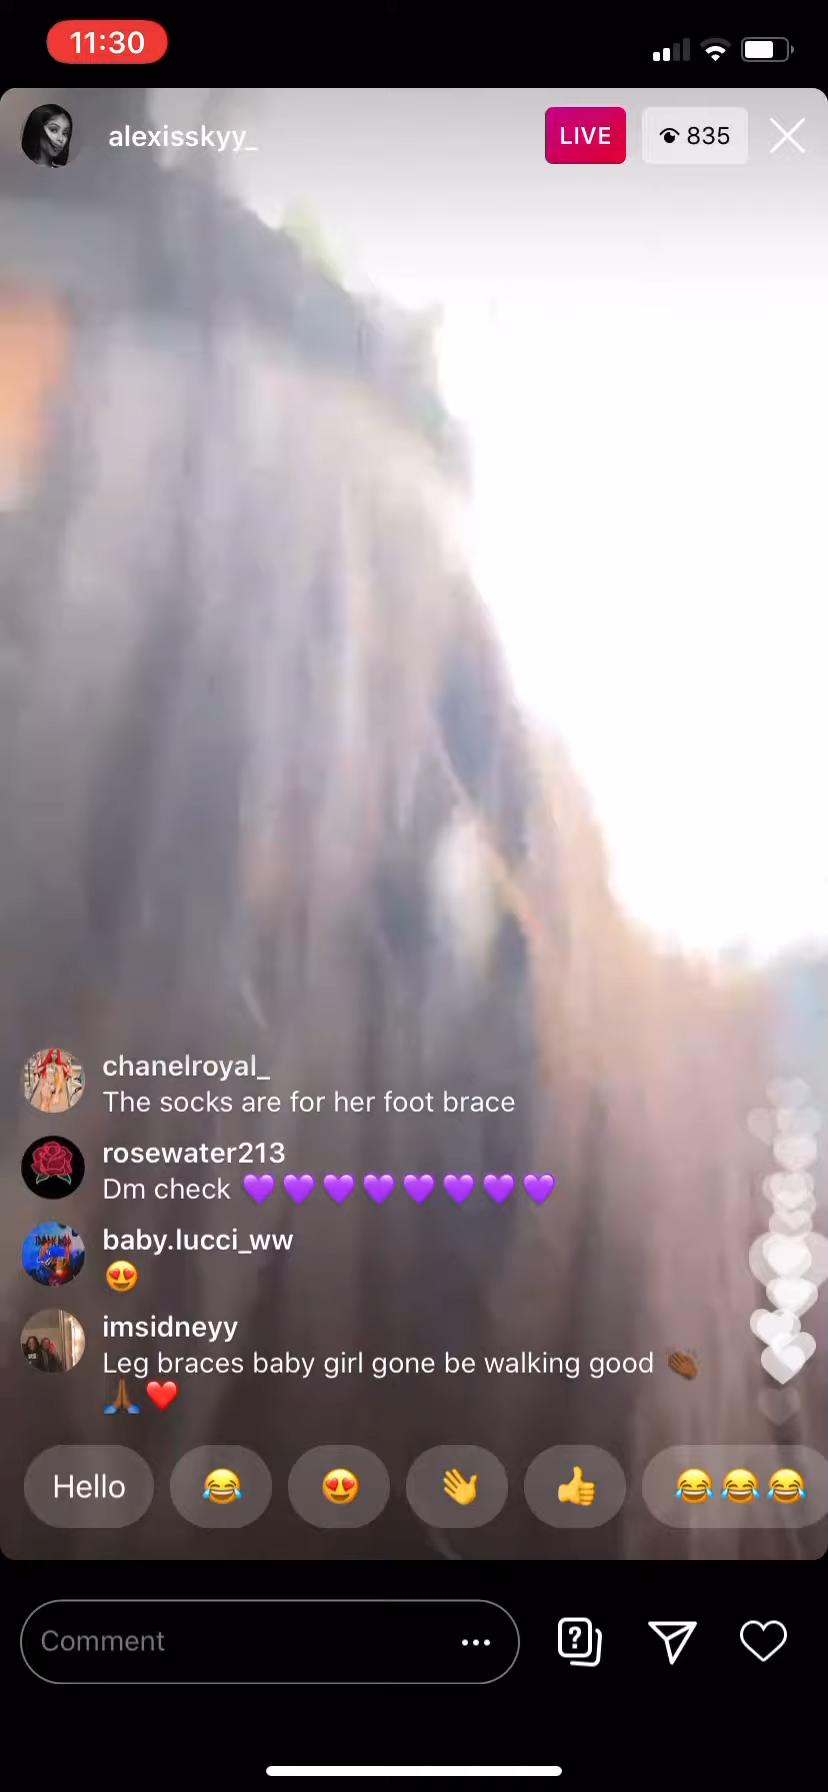 11:30
alexisskyy_
LIVE
835
chanelroyal_
The socks are for her foot brace
rosewater213
Dm check 💜💜💜💜💜💜💜💜
baby.lucci_ww
😍
imsidneyy
Leg braces baby girl gone be walking good 👏🏾
🙏🏾❤️
Hello 😂 😍 👋 👍 😂😂😂
Comment